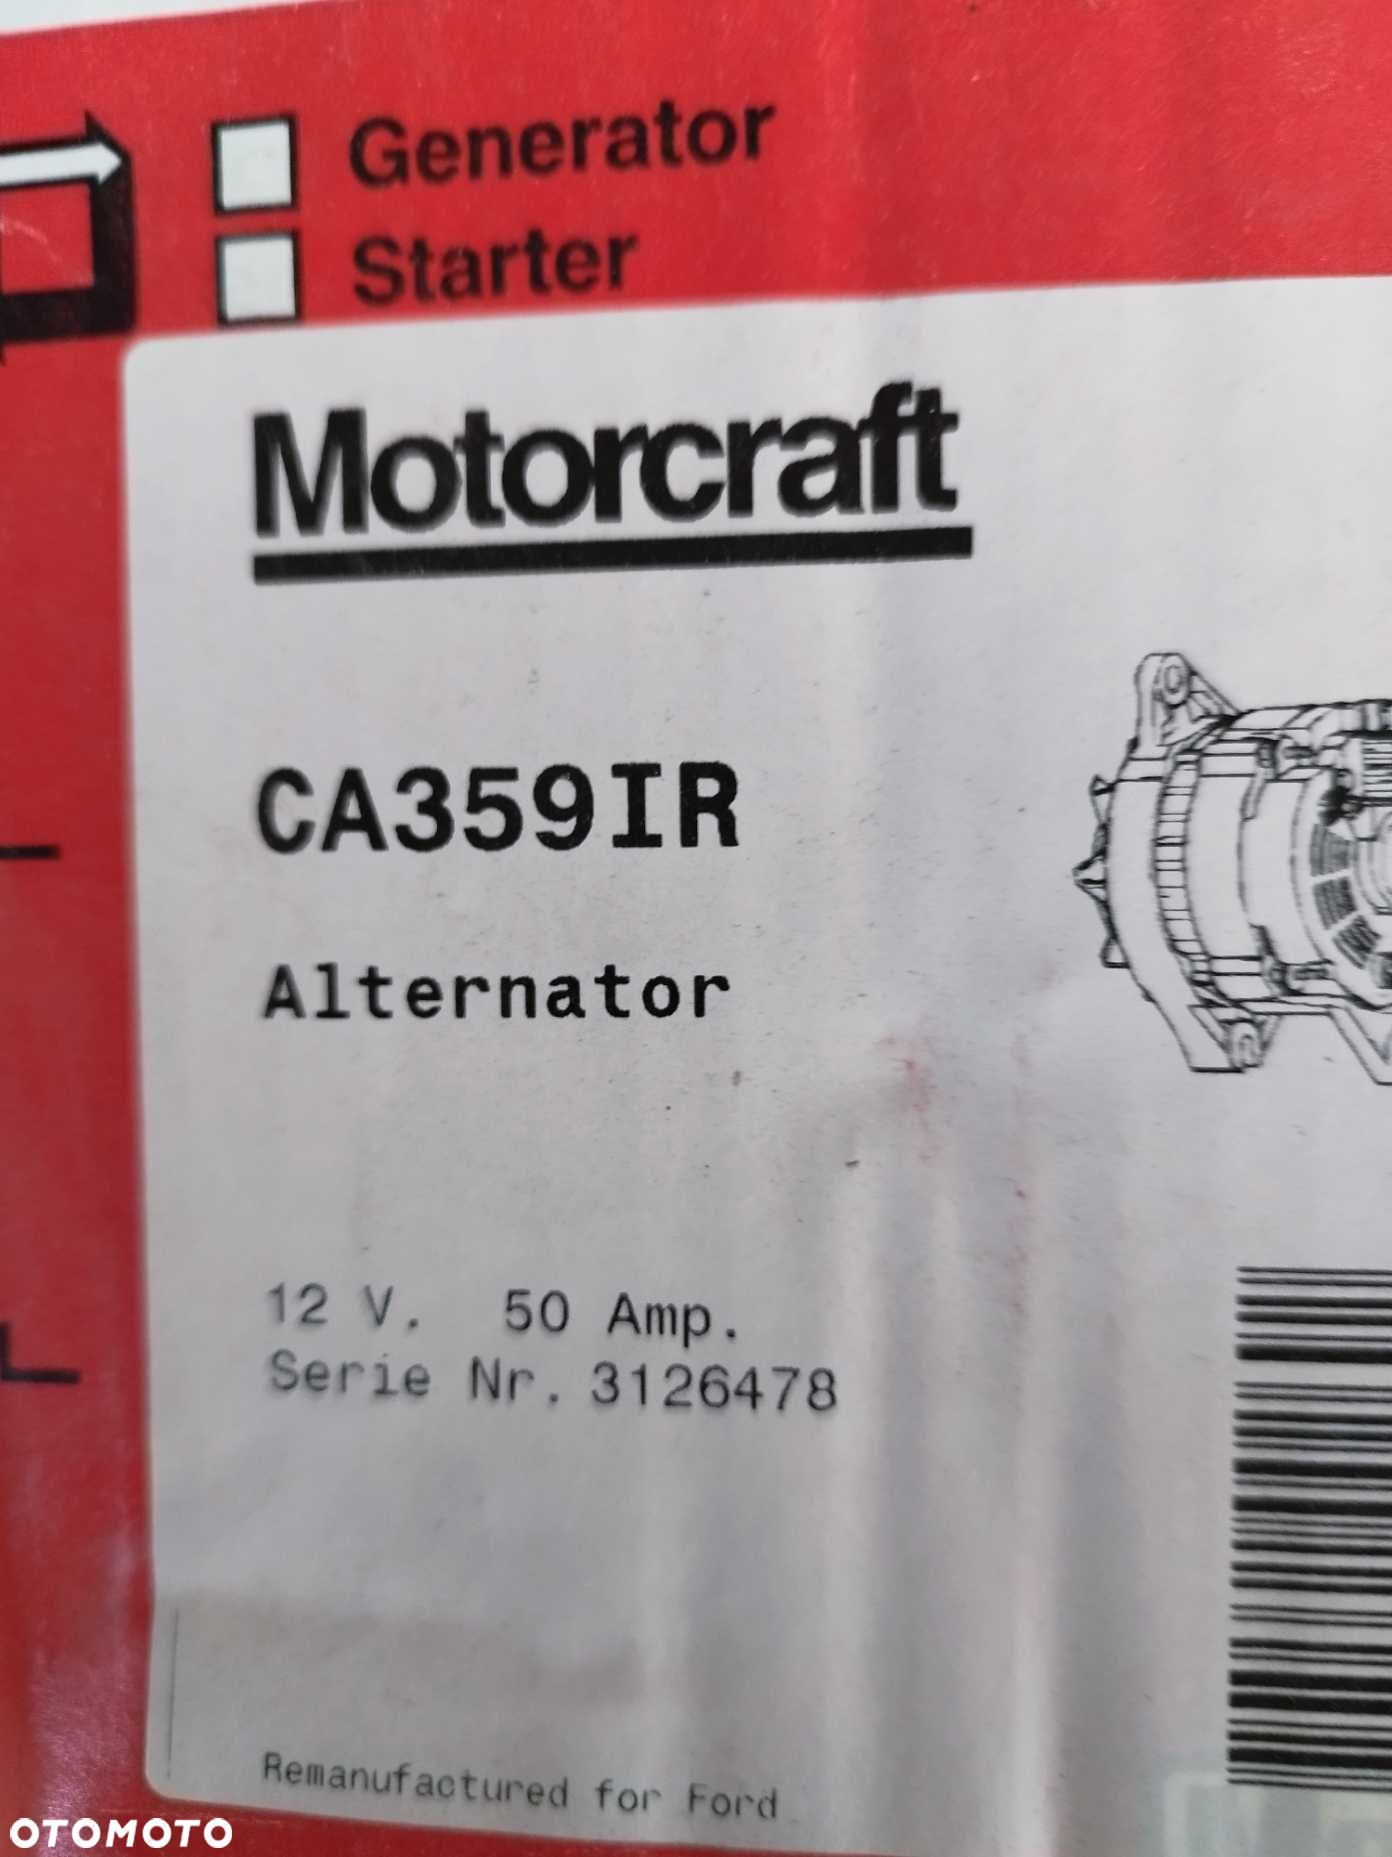 Generator
Starter
Motorcraft
CA359IR
Alternator
12 V. 50 Amp.
Serie Nr. 3126478
Remanufactured for Ford
OTOMOTO